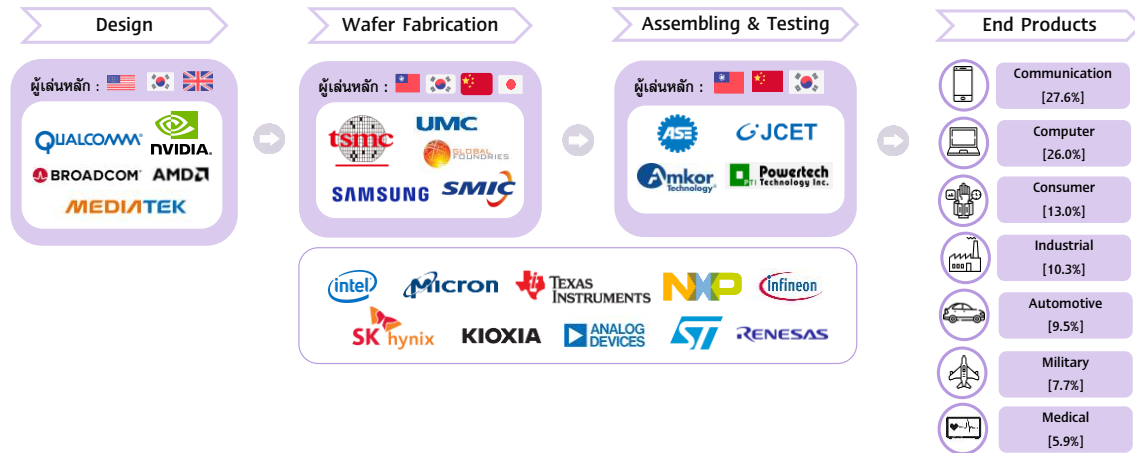 Design
Wafer Fabrication
Assembling & Testing
End Products
ผู้เล่นหลัก :
QUALCOMM
NVIDIA.
BROADCOM
AMD
MEDIATEK
ผู้เล่นหลัก :
tsmc
UMC
GLOBAL
FOUNDRIES
SAMSUNG
SMIC
ผู้เล่นหลัก :
ASE
JCET
Amkor
Technology®
PTI
Powertech
Technology Inc.
intel
Micron
TEXAS
INSTRUMENTS
NXP
infineon
SK hynix
KIOXIA
ANALOG
DEVICES
ST
RENESAS
Communication
[27.6%]
Computer
[26.0%]
Consumer
[13.0%]
Industrial
[10.3%]
Automotive
[9.5%]
Military
[7.7%]
Medical
[5.9%]